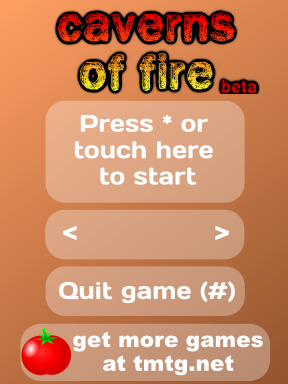 caverns
of fire
beta
Press * or
touch here
to start
< >
Quit game (#)
get more games
at tmtg.net